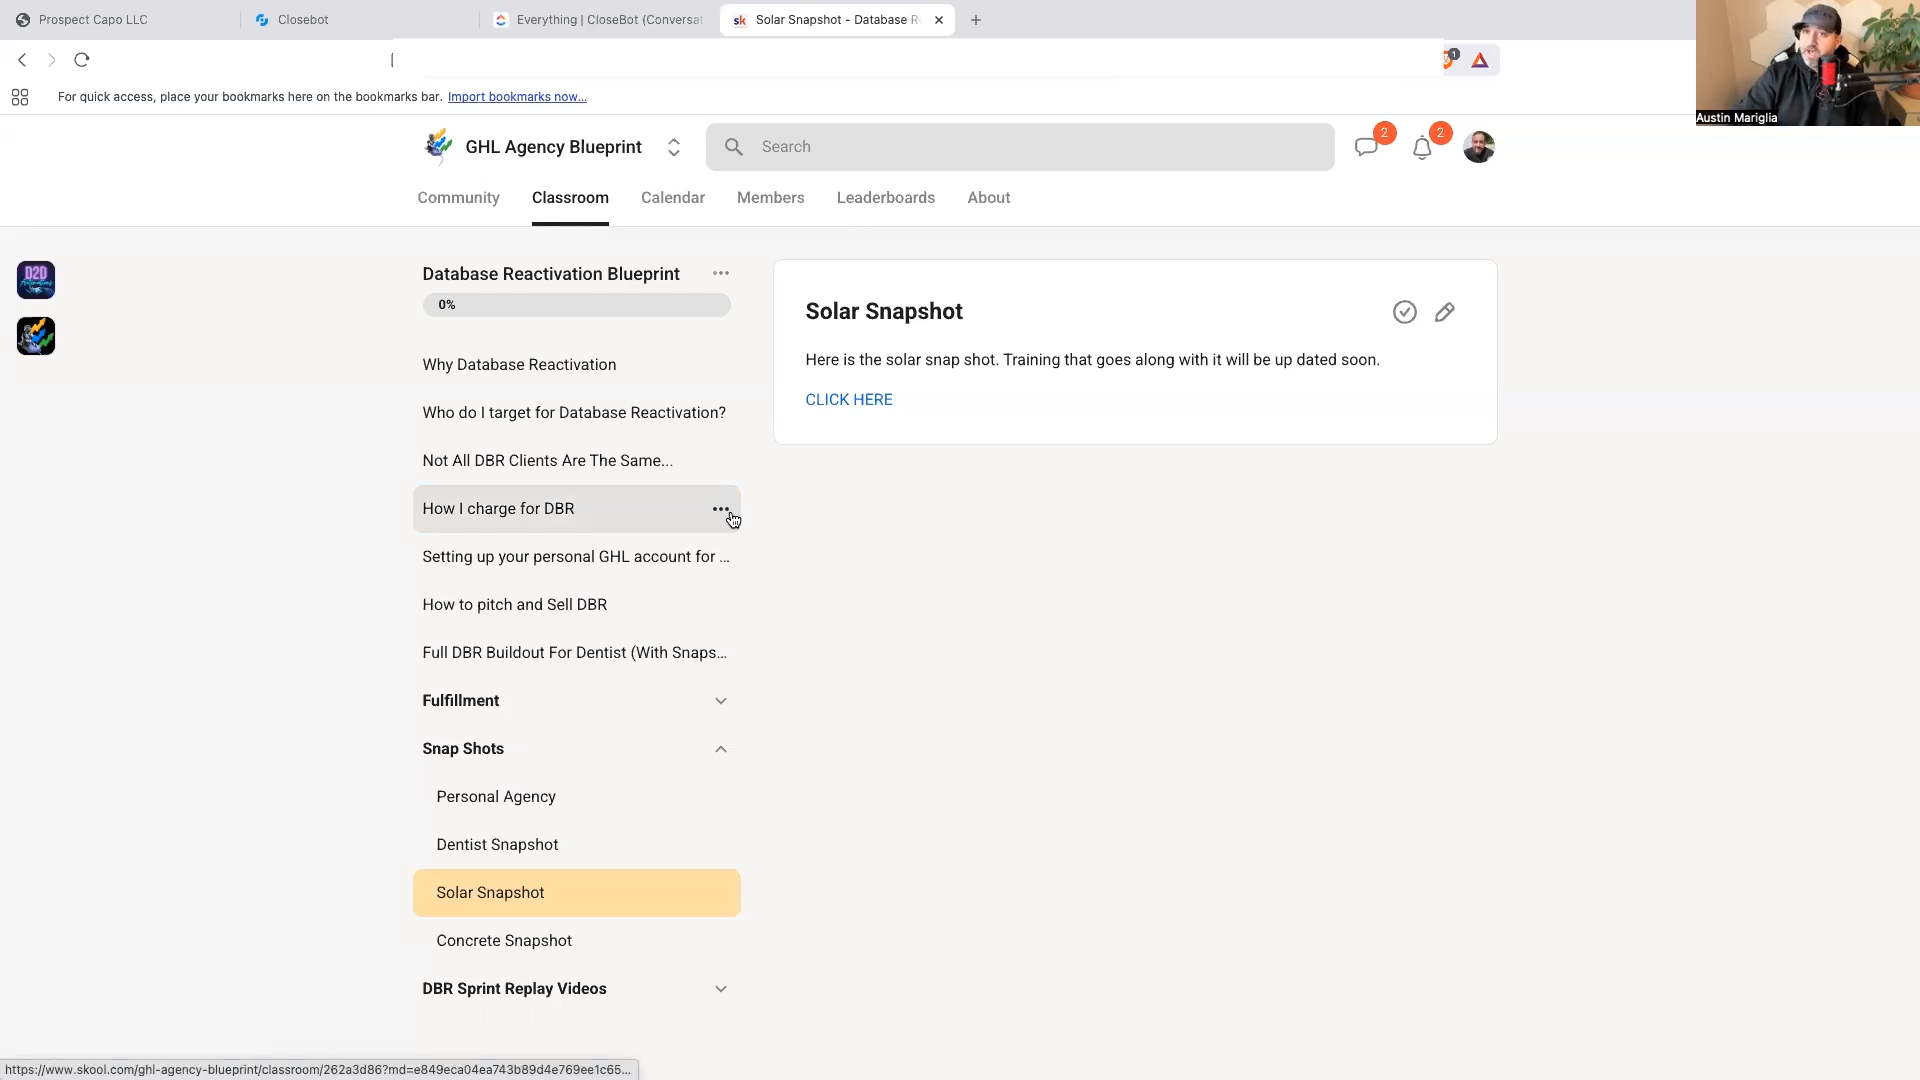 Prospect Capo LLC
Closebot
Everything | CloseBot (Conversat
sk
Solar Snapshot - Database R
1
For quick access, place your bookmarks here on the bookmarks bar. Import bookmarks now...
Austin Mariglia
GHL Agency Blueprint
Search
2
2
Community
Classroom
Calendar
Members
Leaderboards
About
D2D
Database Reactivation Blueprint
0%
Why Database Reactivation
Who do I target for Database Reactivation?
Not All DBR Clients Are The Same...
How I charge for DBR
Setting up your personal GHL account for ...
How to pitch and Sell DBR
Full DBR Buildout For Dentist (With Snaps...
Fulfillment
Snap Shots
Personal Agency
Dentist Snapshot
Solar Snapshot
Concrete Snapshot
DBR Sprint Replay Videos
Solar Snapshot
Here is the solar snap shot. Training that goes along with it will be up dated soon.
CLICK HERE
https://www.skool.com/ghl-agency-blueprint/classroom/262a3d86?md=e849eca04ea743b89d4e769ee1c65...